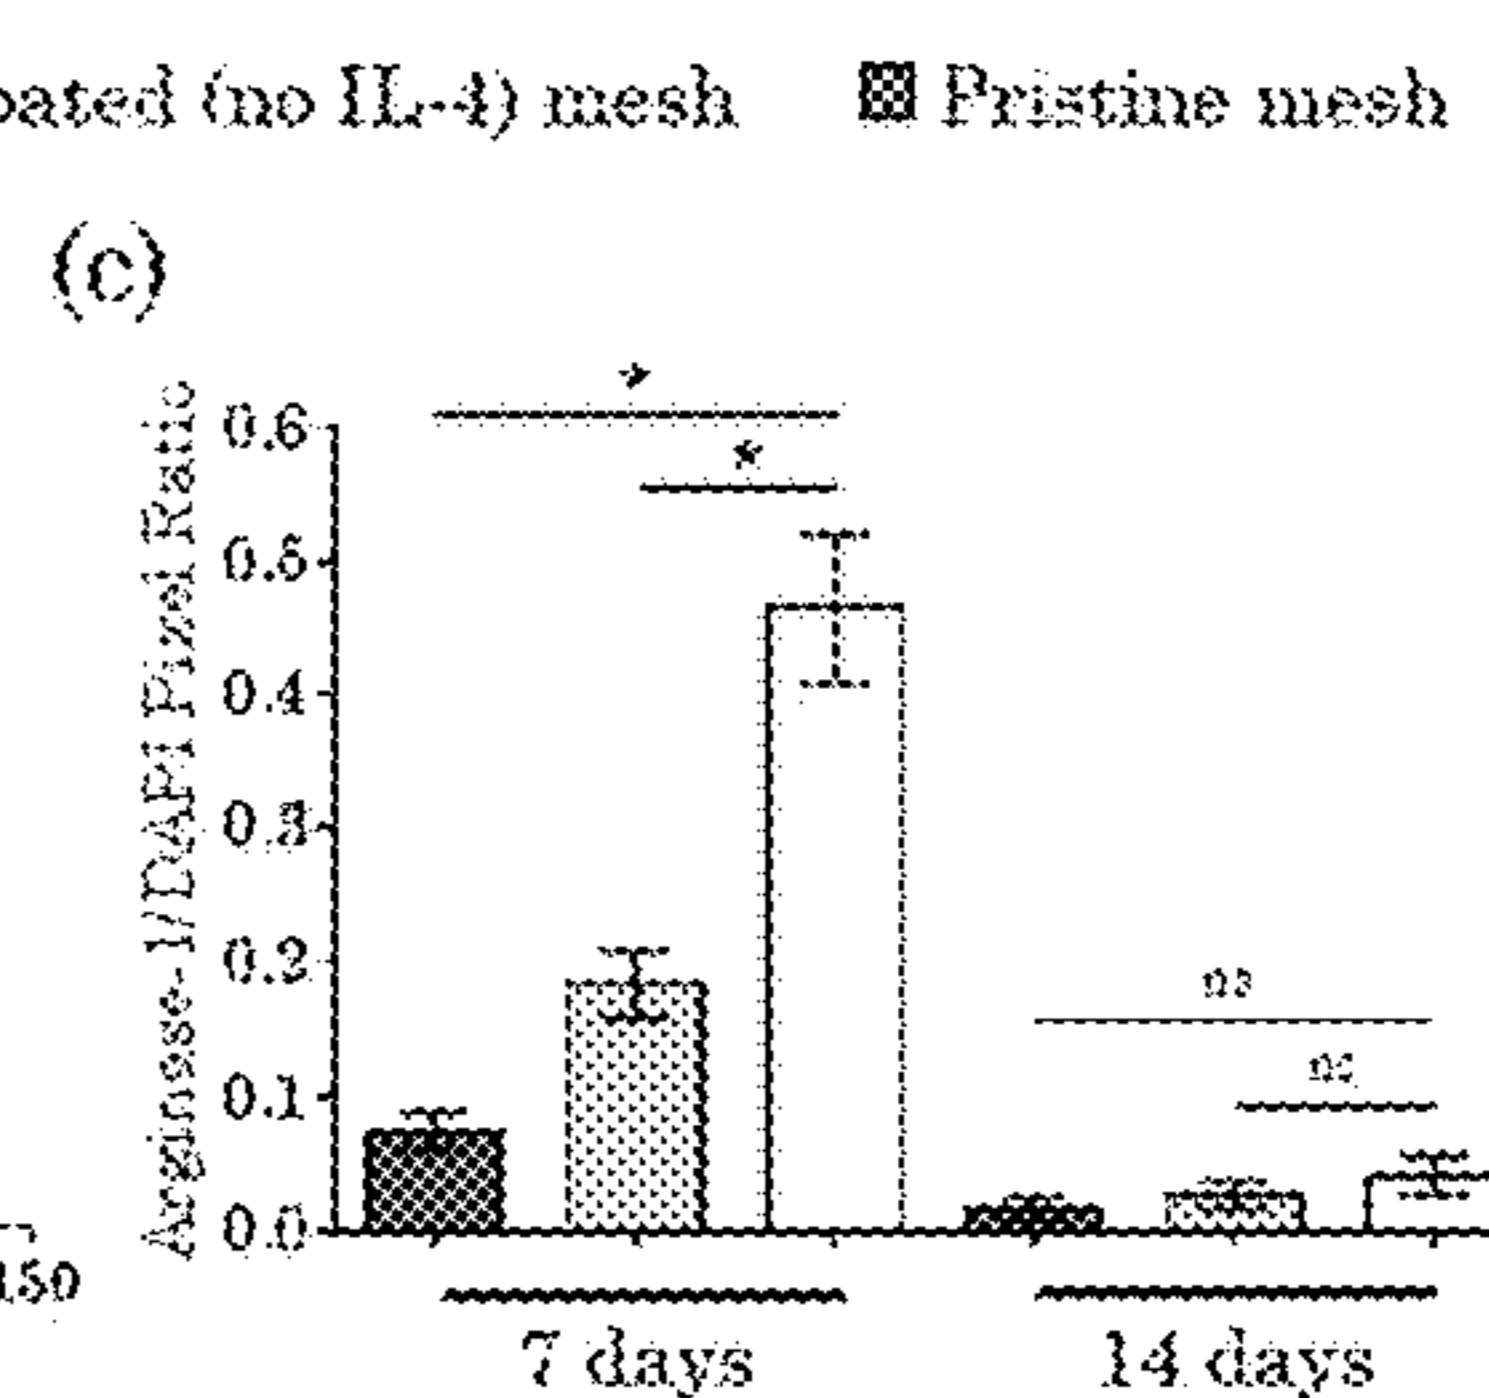 oated (no IL-4) mesh Pristine mesh
(c)
Arginase-1/DAPI Pixel Ratio
0.6
0.5
0.4
0.3
0.2
0.1
0.0
*
*
ns
ns
150
7 days 14 days